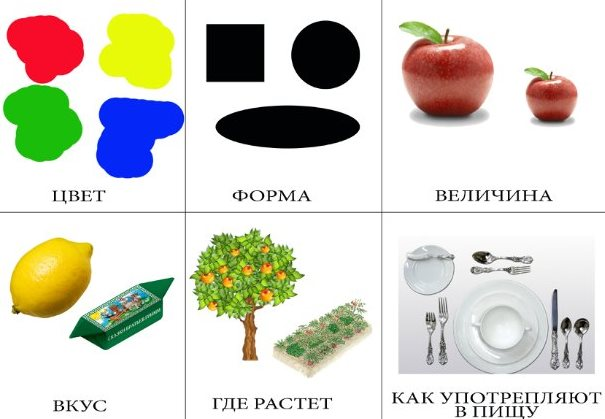 ЦВЕТ
ФОРМА
ВЕЛИЧИНА
ВКУС
ГДЕ РАСТЕТ
КАК УПОТРЕБЛЯЮТ
В ПИЩУ